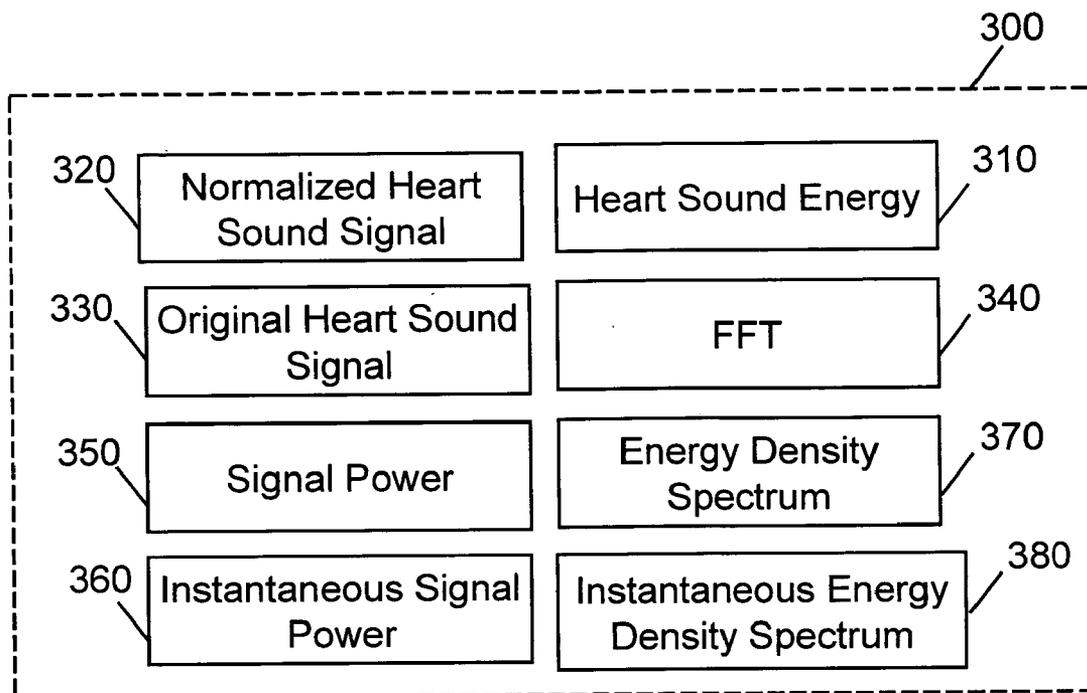 300
320
Normalized Heart
Sound Signal
Heart Sound Energy
310
330
Original Heart Sound
Signal
FFT
340
350
Signal Power
Energy Density
Spectrum
370
360
Instantaneous Signal
Power
Instantaneous Energy
Density Spectrum
380